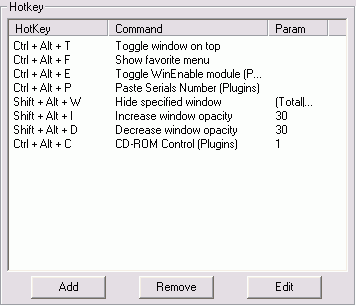 Hotkey
HotKey Command Param
Ctrl + Alt + T Toggle window on top
Ctrl + Alt + F Show favorite menu
Ctrl + Alt + E Toggle WinEnable module (P...
Ctrl + Alt + P Paste Serials Number (Plugins)
Shift + Alt + W Hide specified window (Total|...
Shift + Alt + I Increase window opacity 30
Shift + Alt + D Decrease window opacity 30
Ctrl + Alt + C CD-ROM Control (Plugins) 1
Add Remove Edit